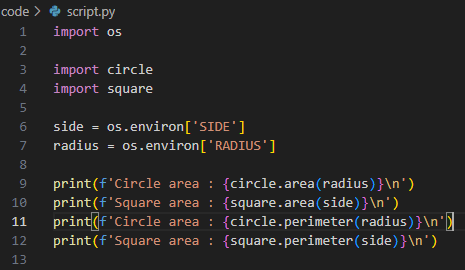 code > script.py
1 import os
2
3 import circle
4 import square
5
6 side = os.environ['SIDE']
7 radius = os.environ['RADIUS']
8
9 print(f'Circle area : {circle.area(radius)}\n')
10 print(f'Square area : {square.area(side)}\n')
11 print(f'Circle area : {circle.perimeter(radius)}\n')
12 print(f'Square area : {square.perimeter(side)}\n')
13